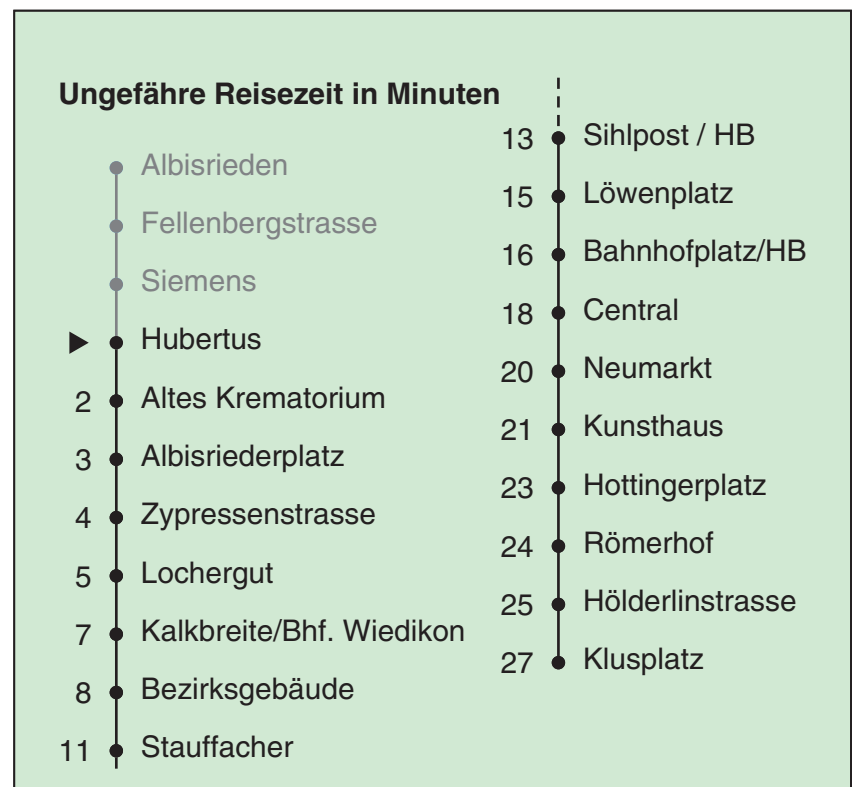 Ungefähre Reisezeit in Minuten
Albisrieden
Fellenbergstrasse
Siemens
Hubertus
2 Altes Krematorium
3 Albisriederplatz
4 Zypressenstrasse
5 Lochergut
7 Kalkbreite/Bhf. Wiedikon
8 Bezirksgebäude
11 Stauffacher
13 Sihlpost / HB
15 Löwenplatz
16 Bahnhofplatz/HB
18 Central
20 Neumarkt
21 Kunsthaus
23 Hottingerplatz
24 Römerhof
25 Hölderlinstrasse
27 Klusplatz